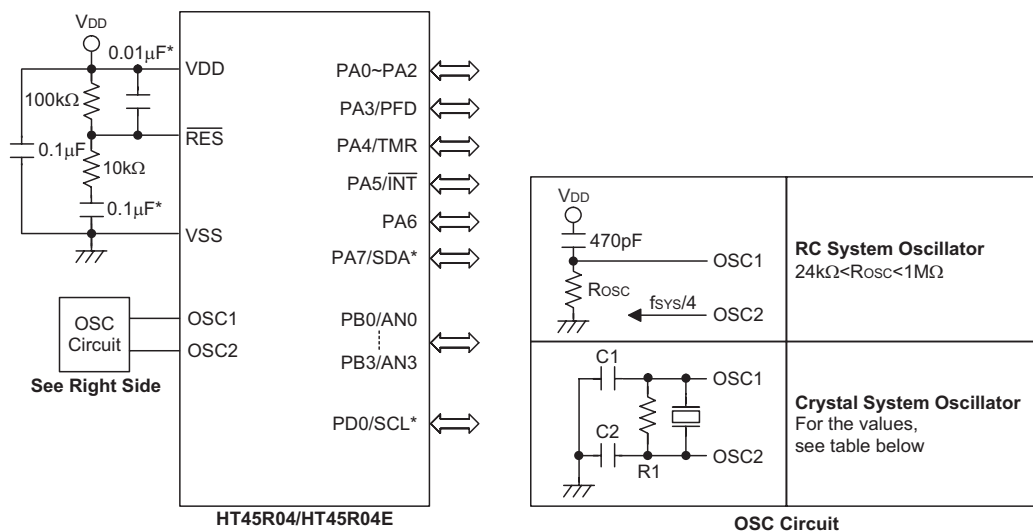 VDD
0.01μF*
100kΩ
0.1μF
10kΩ
0.1μF*
OSC
Circuit
See Right Side
VDD
RES
VSS
OSC1
OSC2
PA0~PA2
PA3/PFD
PA4/TMR
PA5/INT
PA6
PA7/SDA*
PB0/AN0
PB3/AN3
PD0/SCL*
HT45R04/HT45R04E
VDD
470pF
OSC1
ROSC
fSYS/4
OSC2
RC System Oscillator
24kΩ<ROSC<1MΩ
C1
OSC1
C2
R1
OSC2
Crystal System Oscillator
For the values,
see table below
OSC Circuit